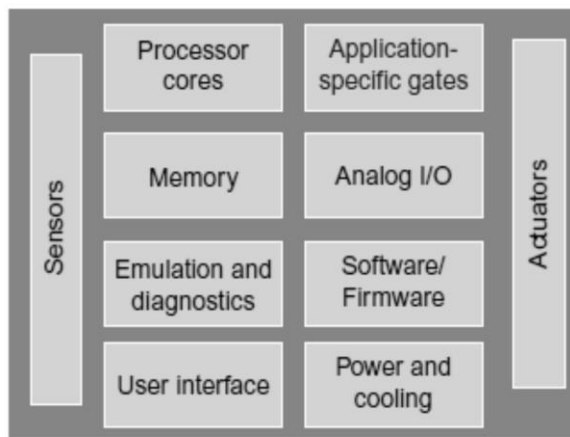 Sensors
Processor
cores
Application-
specific gates
Memory
Analog I/O
Emulation and
diagnostics
Software/
Firmware
User interface
Power and
cooling
Actuators